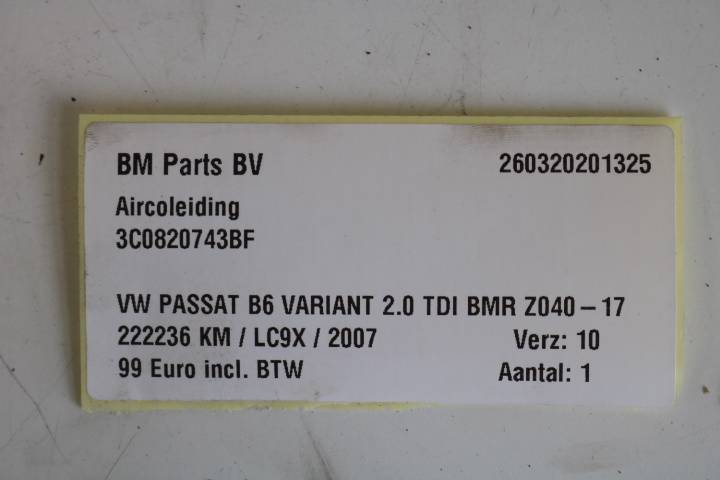 BM Parts BV 260320201325
Aircoleiding
3C0820743BF
VW PASSAT B6 VARIANT 2.0 TDI BMR Z040-17
222236 KM / LC9X / 2007 Verz: 10
99 Euro incl. BTW Aantal: 1